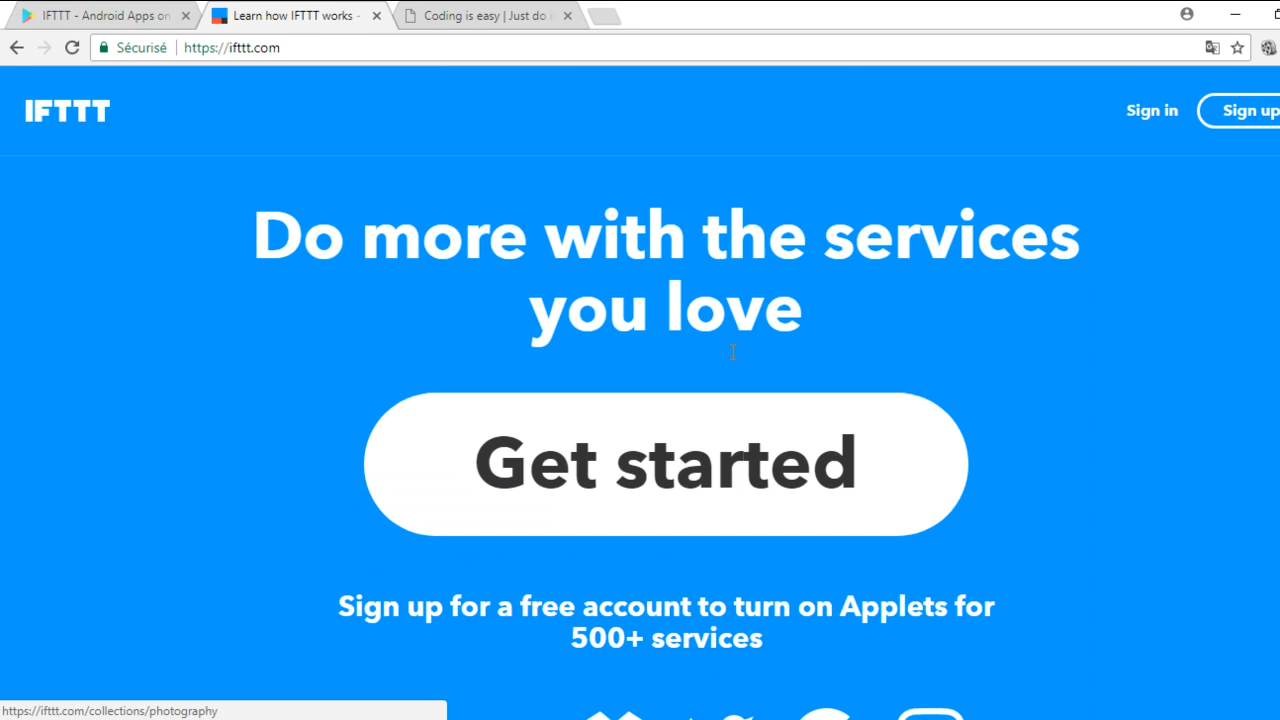 IFTTT - Android Apps on
Learn how IFTTT works -
Coding is easy | Just do i
Sécurisé
https://ifttt.com
IFTTT
Sign in
Sign up
Do more with the services
you love
Get started
Sign up for a free account to turn on Applets for
500+ services
https://ifttt.com/collections/photography